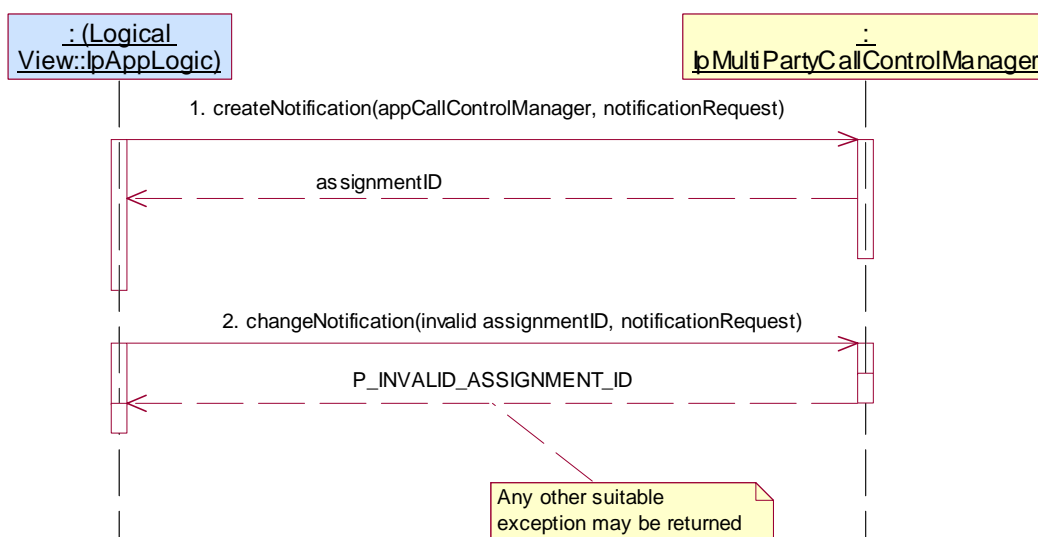 : (Logical
View::IpAppLogic)
:
IpMultiPartyCallControlManager
1. createNotification(appCallControlManager, notificationRequest)
assignmentID
2. changeNotification(invalid assignmentID, notificationRequest)
P_INVALID_ASSIGNMENT_ID
Any other suitable
exception may be returned